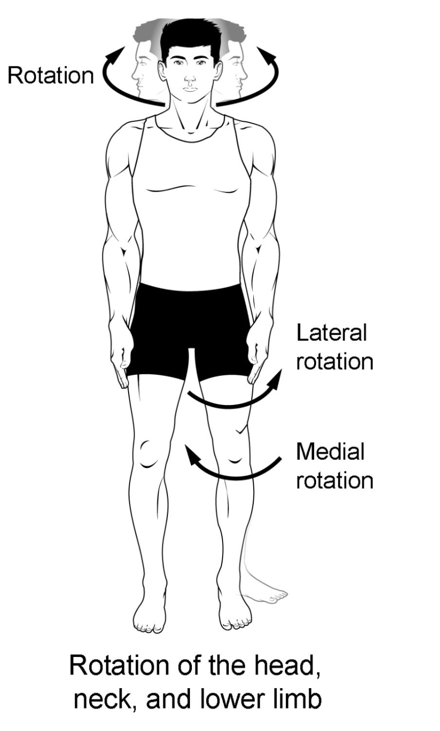 Rotation
Lateral
rotation
Medial
rotation
Rotation of the head,
neck, and lower limb